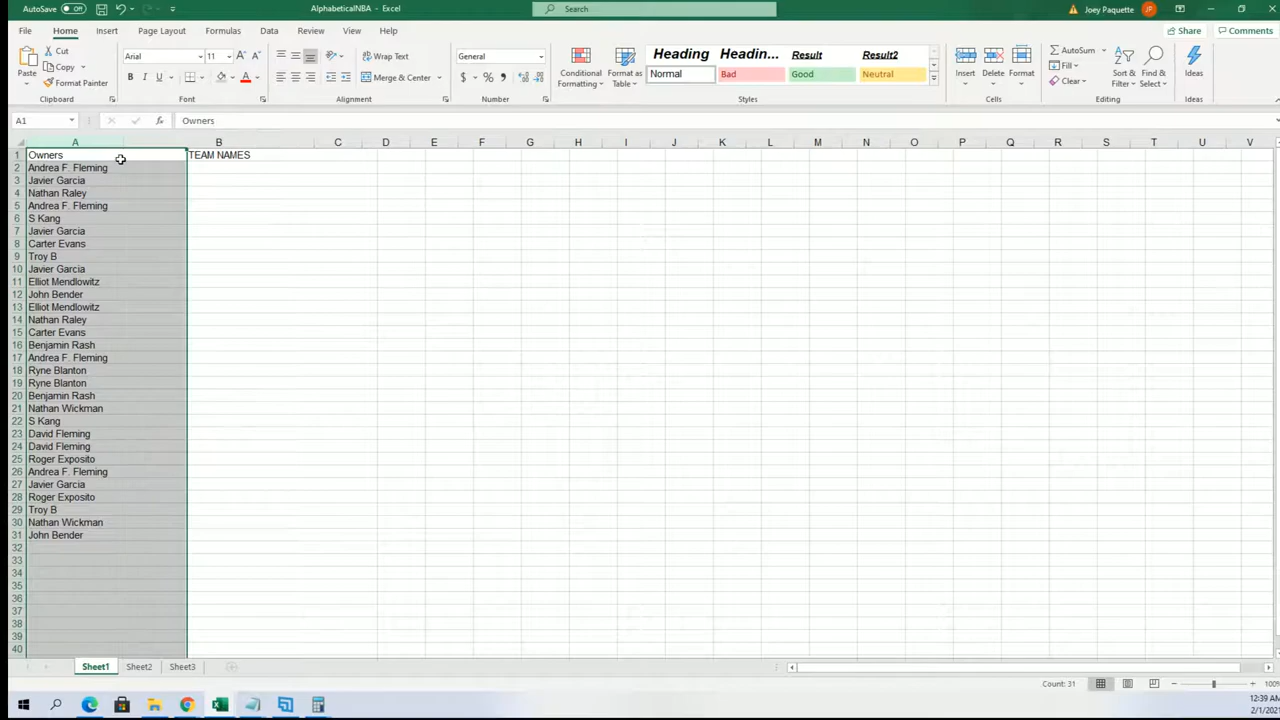 AutoSave Off AlphabeticalNBA - Excel Search Joey Paquette JP
File Home Insert Page Layout Formulas Data Review View Help Share Comments
Paste Cut Copy Format Painter Clipboard
Arial 11 A A B I U A Font
Wrap Text Merge & Center Alignment
General $ % , Number
Conditional Formatting Format as Table
Heading Headin... Result Result2
Normal Bad Good Neutral
Styles
Insert Delete Format Cells
AutoSum Fill Clear Sort & Filter Find & Select Editing
Ideas Ideas
A1 fx Owners
A B C D E F G H I J K L M N O P Q R S T U V
1 Owners TEAM NAMES
2 Andrea F. Fleming
3 Javier Garcia
4 Nathan Raley
5 Andrea F. Fleming
6 S Kang
7 Javier Garcia
8 Carter Evans
9 Troy B
10 Javier Garcia
11 Elliot Mendlowitz
12 John Bender
13 Elliot Mendlowitz
14 Nathan Raley
15 Carter Evans
16 Benjamin Rash
17 Andrea F. Fleming
18 Ryne Blanton
19 Ryne Blanton
20 Benjamin Rash
21 Nathan Wickman
22 S Kang
23 David Fleming
24 David Fleming
25 Roger Exposito
26 Andrea F. Fleming
27 Javier Garcia
28 Roger Exposito
29 Troy B
30 Nathan Wickman
31 John Bender
32
33
34
35
36
37
38
39
40
Sheet1 Sheet2 Sheet3
Count: 31 100%
12:39 AM
2/1/2021